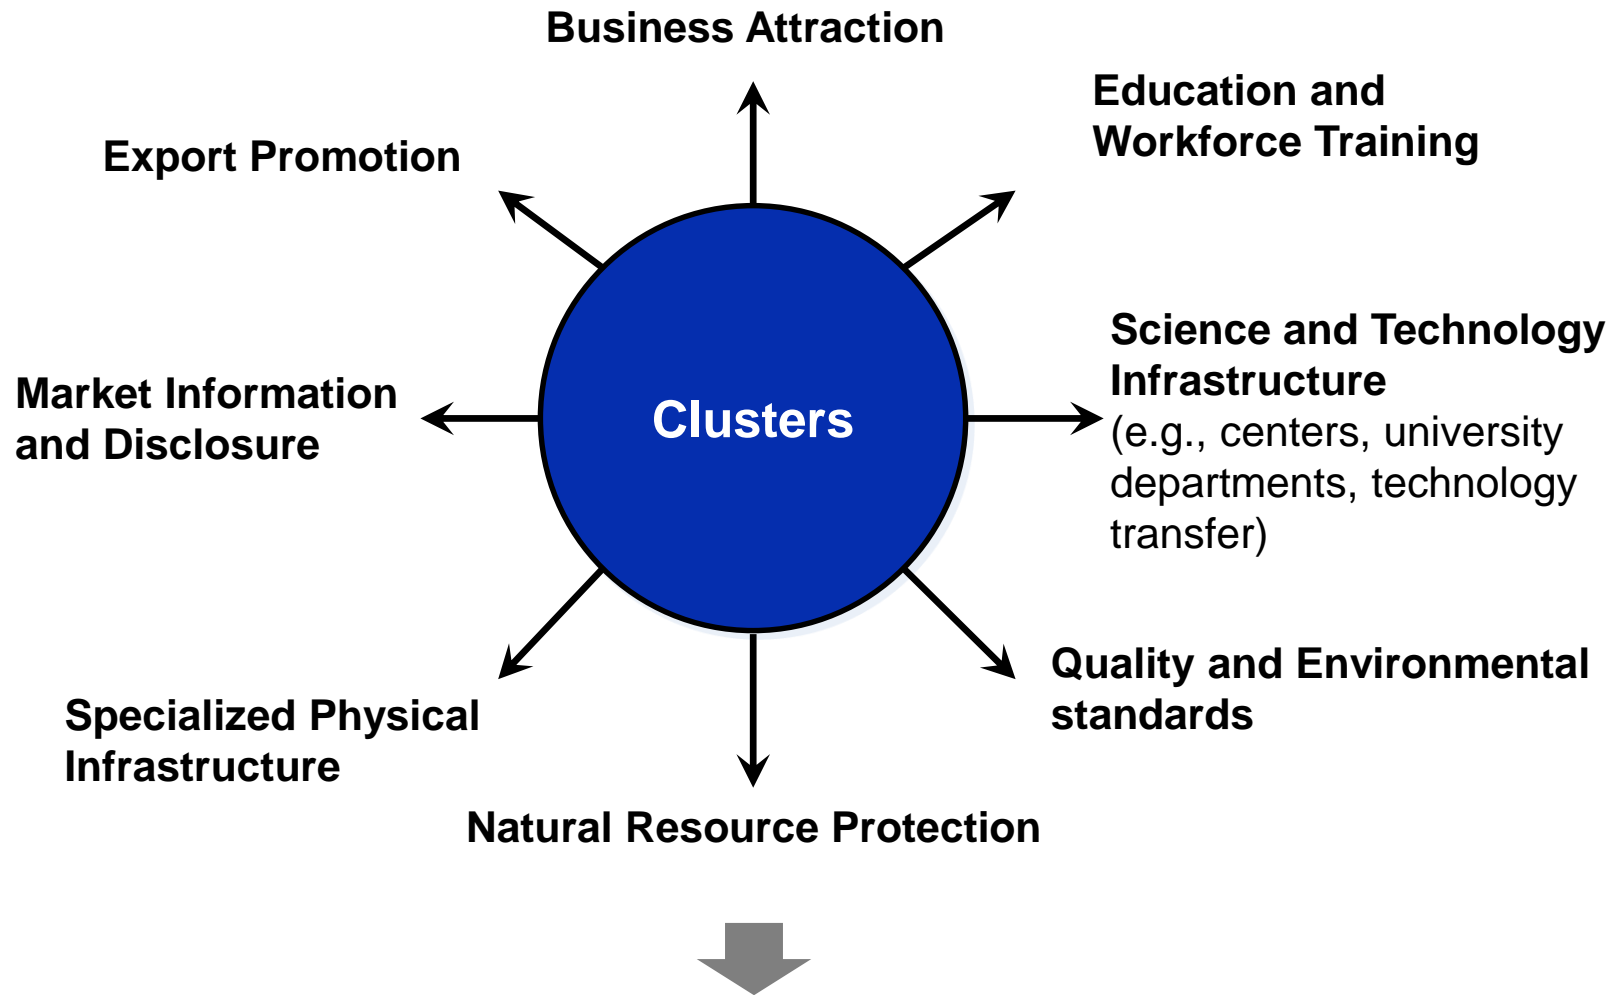 Business Attraction
Education and
Workforce Training
Export Promotion
Science and Technology
Infrastructure
(e.g., centers, university
departments, technology
transfer)
Market Information
and Disclosure
Clusters
Quality and Environmental
standards
Specialized Physical
Infrastructure
Natural Resource Protection